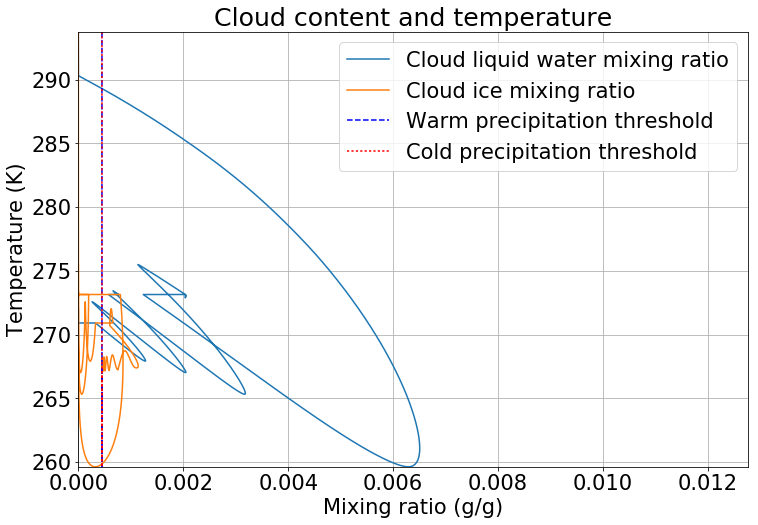 Cloud content and temperature
Cloud liquid water mixing ratio
Cloud ice mixing ratio
Warm precipitation threshold
Cold precipitation threshold
Temperature (K)
290
285
280
275
270
265
260
0.000 0.002 0.004 0.006 0.008 0.010 0.012
Mixing ratio (g/g)